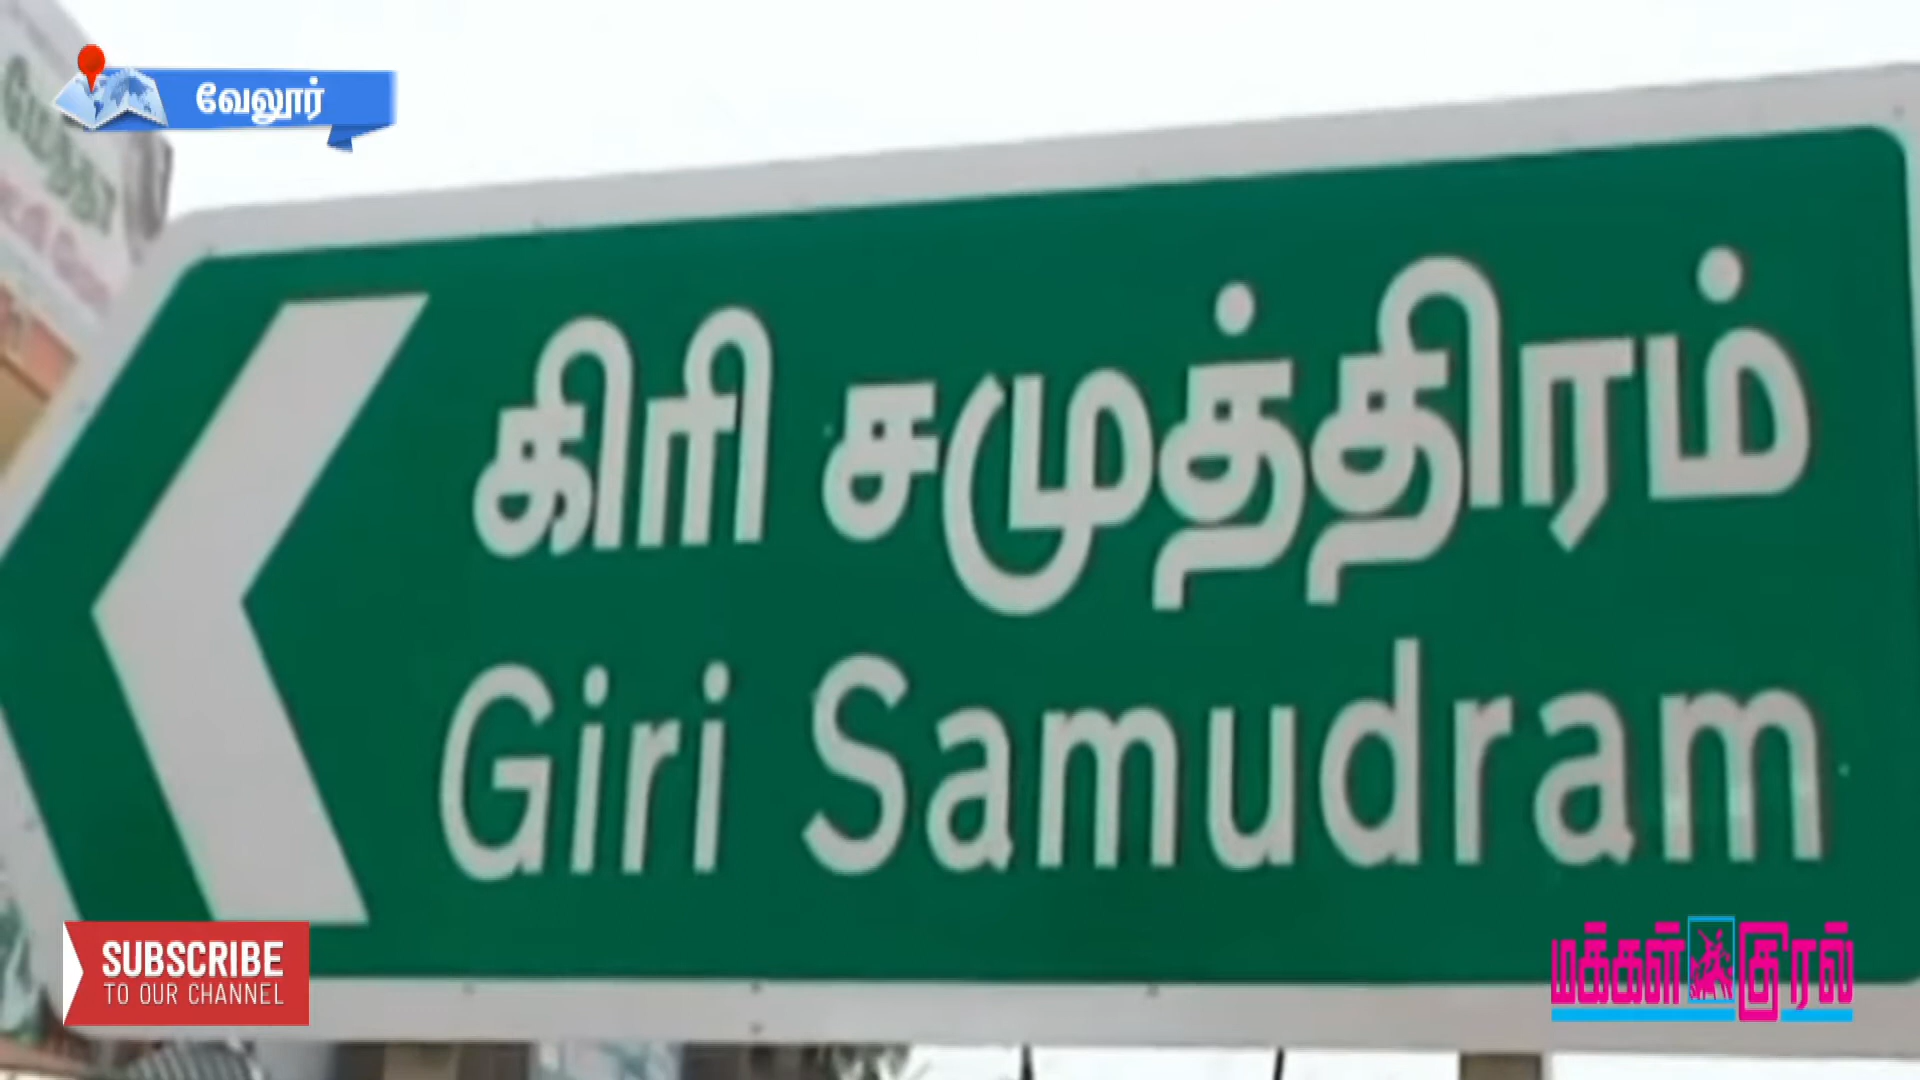 வேலூர்
கிரி சமுத்திரம்
Giri Samudram
SUBSCRIBE
TO OUR CHANNEL
மக்கள் குரல்